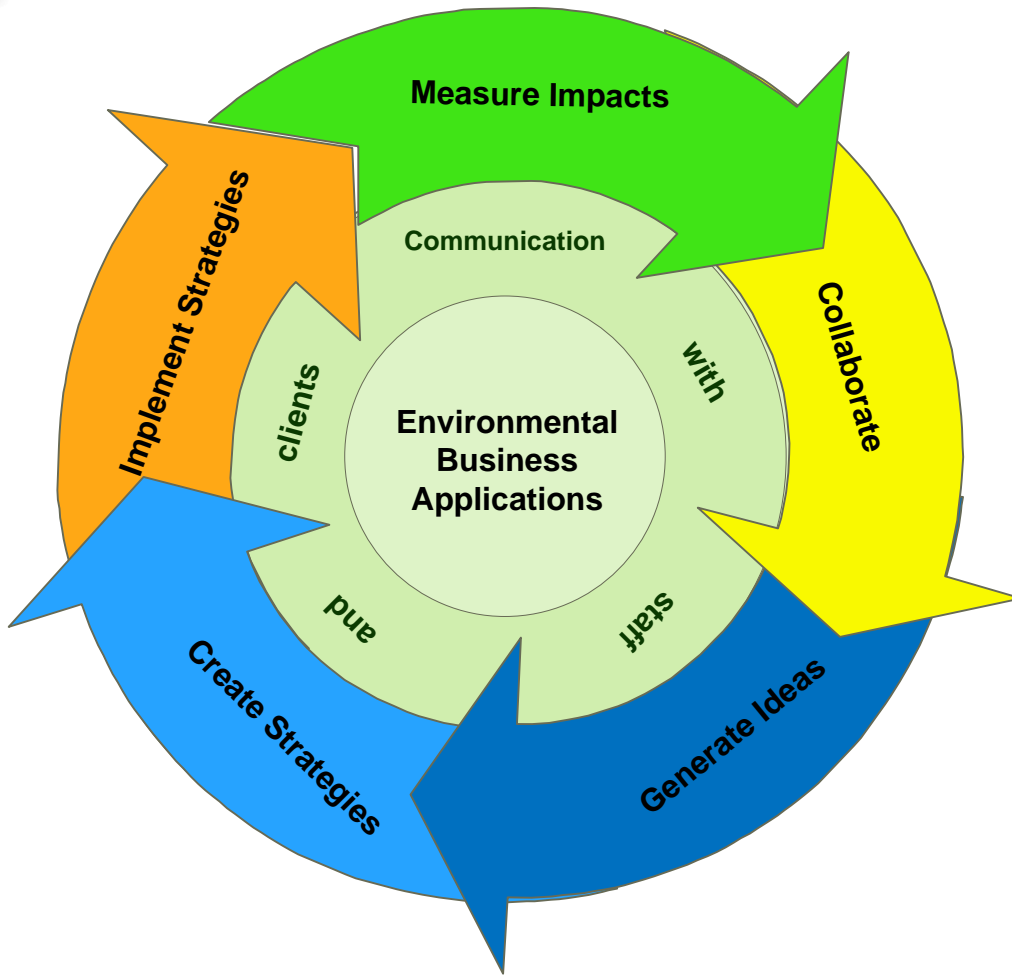 Measure Impacts
Collaborate
Generate Ideas
Create Strategies
Implement Strategies
Communication
with
staff
and
clients
Environmental
Business
Applications